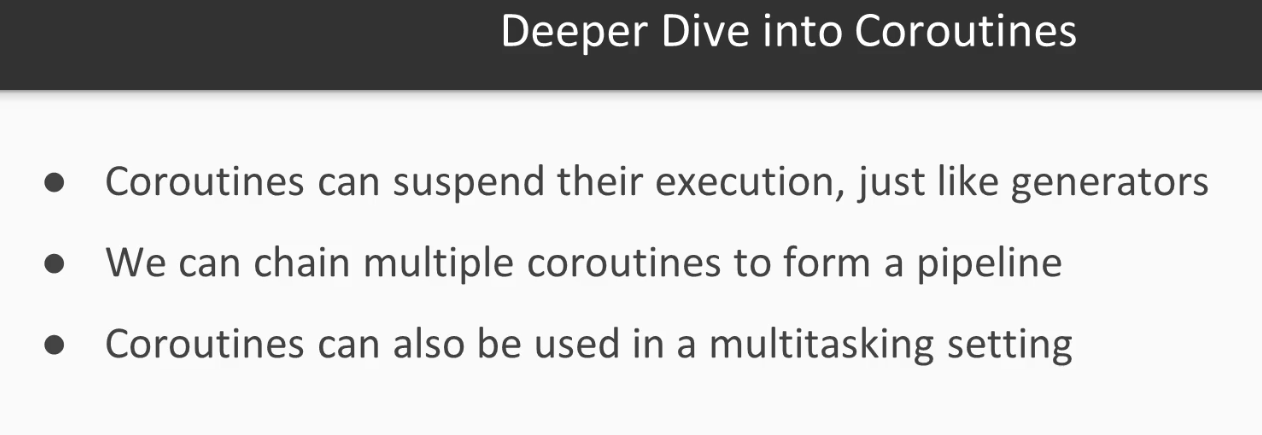 Deeper Dive into Coroutines
● Coroutines can suspend their execution, just like generators
● We can chain multiple coroutines to form a pipeline
● Coroutines can also be used in a multitasking setting